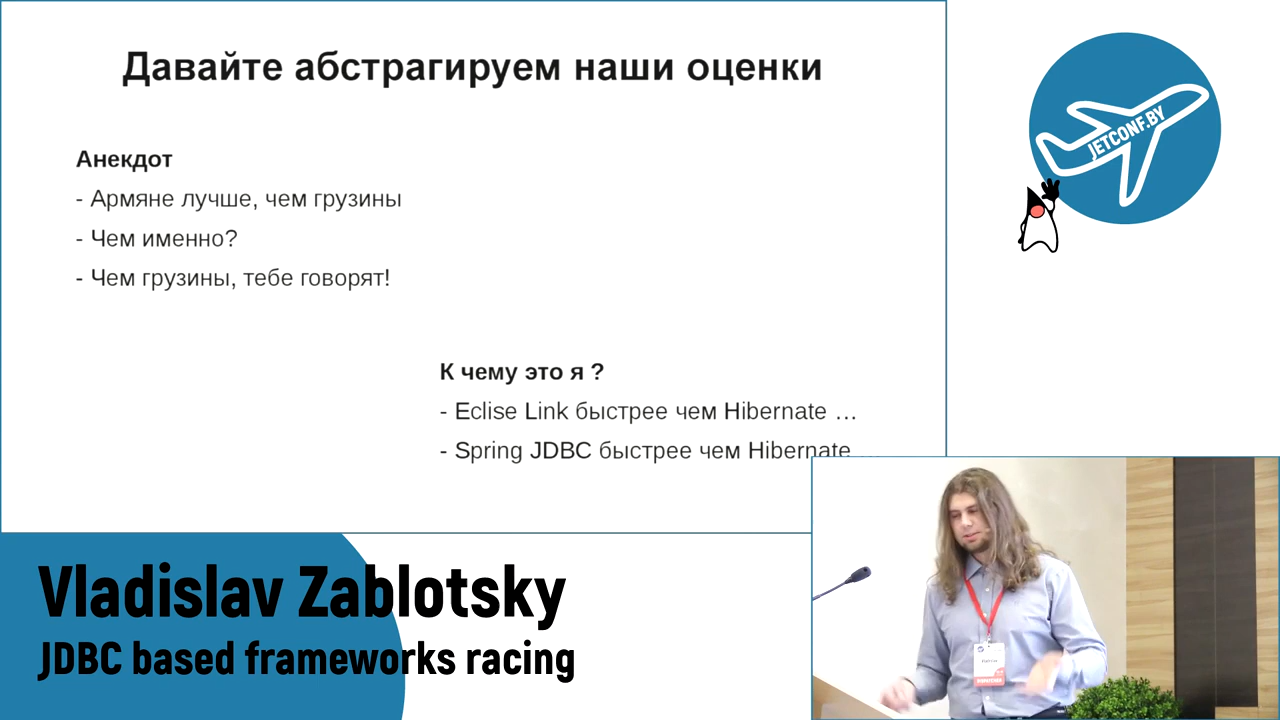 Давайте абстрагируем наши оценки
Анекдот
- Армяне лучше, чем грузины
- Чем именно?
- Чем грузины, тебе говорят!
К чему это я ?
- Eclise Link быстрее чем Hibernate …
- Spring JDBC быстрее чем Hibernate …
JETCONF.BY
Vladislav Zablotsky
JDBC based frameworks racing